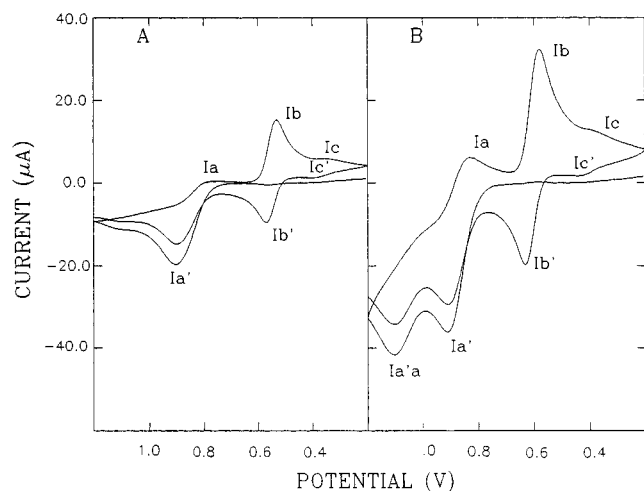 A
B
40.0
20.0
0.0
-20.0
-40.0
CURRENT (μA)
Ia
Ib
Ic
Ic'
Ib'
Ia'
Ia
Ib
Ic
Ic'
Ib'
Ia'
Ia'a
1.0
0.8
0.6
0.4
.0
0.8
0.6
0.4
POTENTIAL (V)